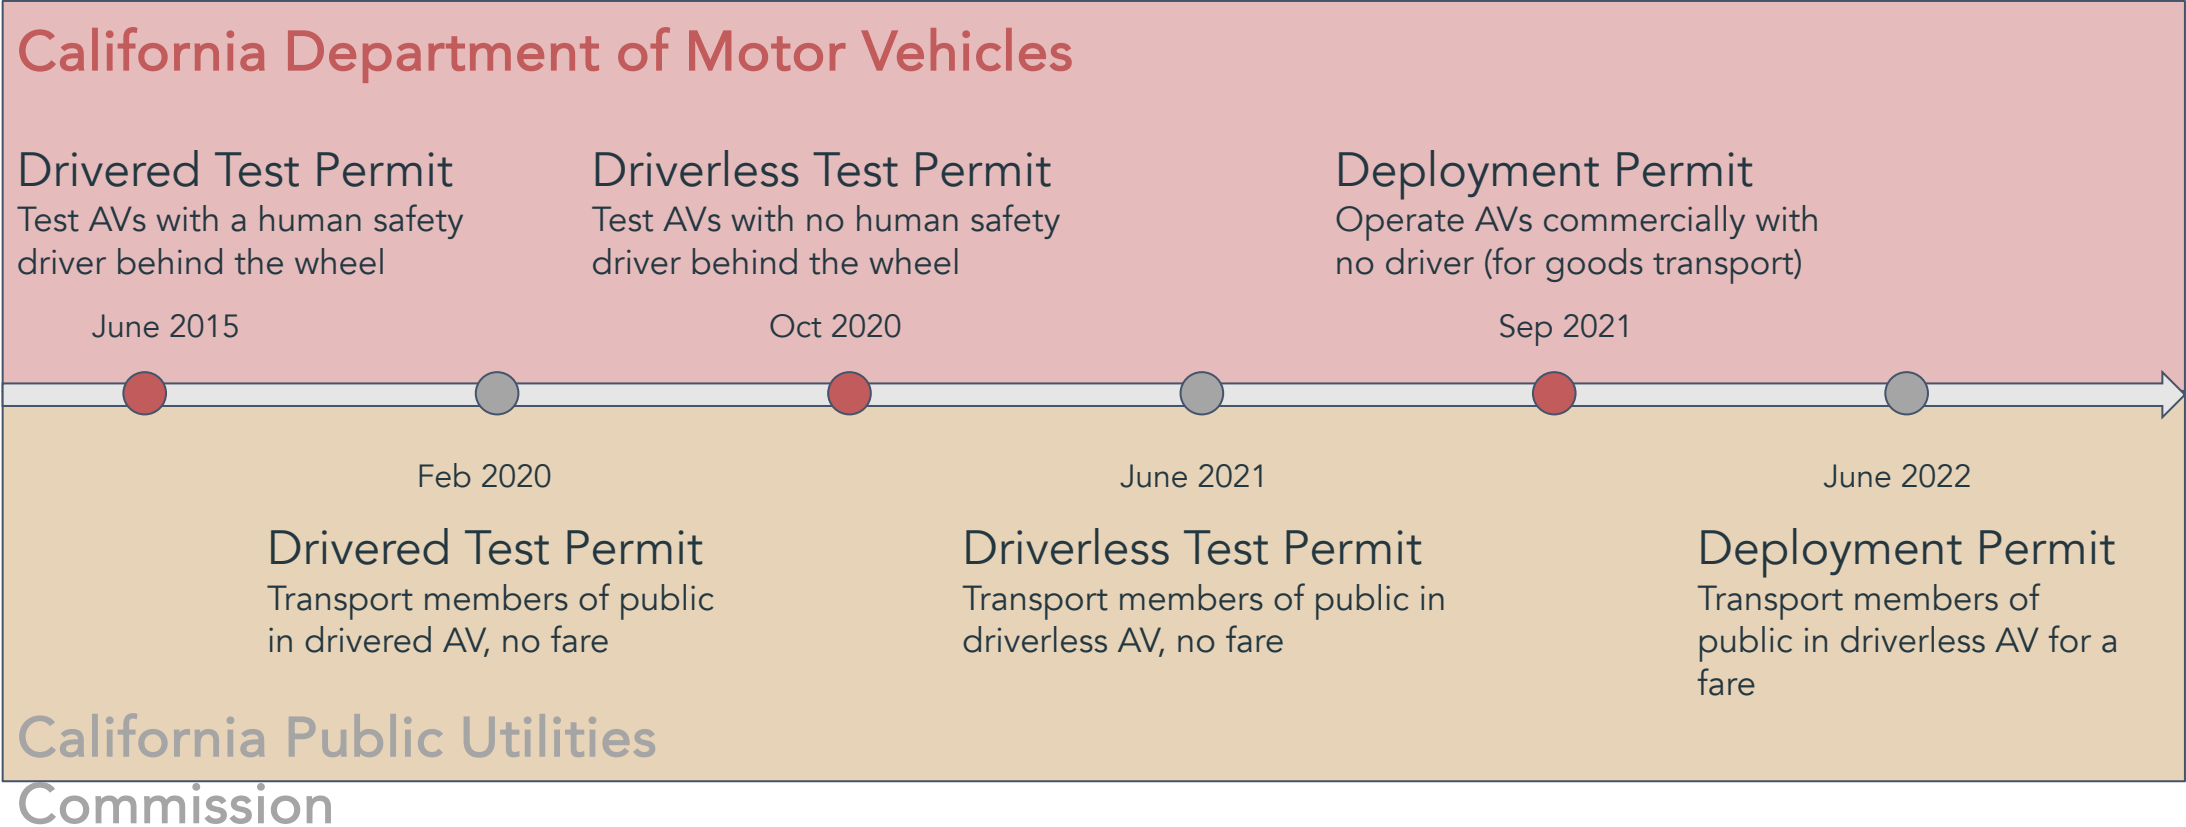 California Department of Motor Vehicles
Drivered Test Permit
Test AVs with a human safety
driver behind the wheel
June 2015
Driverless Test Permit
Test AVs with no human safety
driver behind the wheel
Oct 2020
Deployment Permit
Operate AVs commercially with
no driver (for goods transport)
Sep 2021
Feb 2020
Drivered Test Permit
Transport members of public
in drivered AV, no fare
June 2021
Driverless Test Permit
Transport members of public in
driverless AV, no fare
June 2022
Deployment Permit
Transport members of
public in driverless AV for a
fare
California Public Utilities
Commission